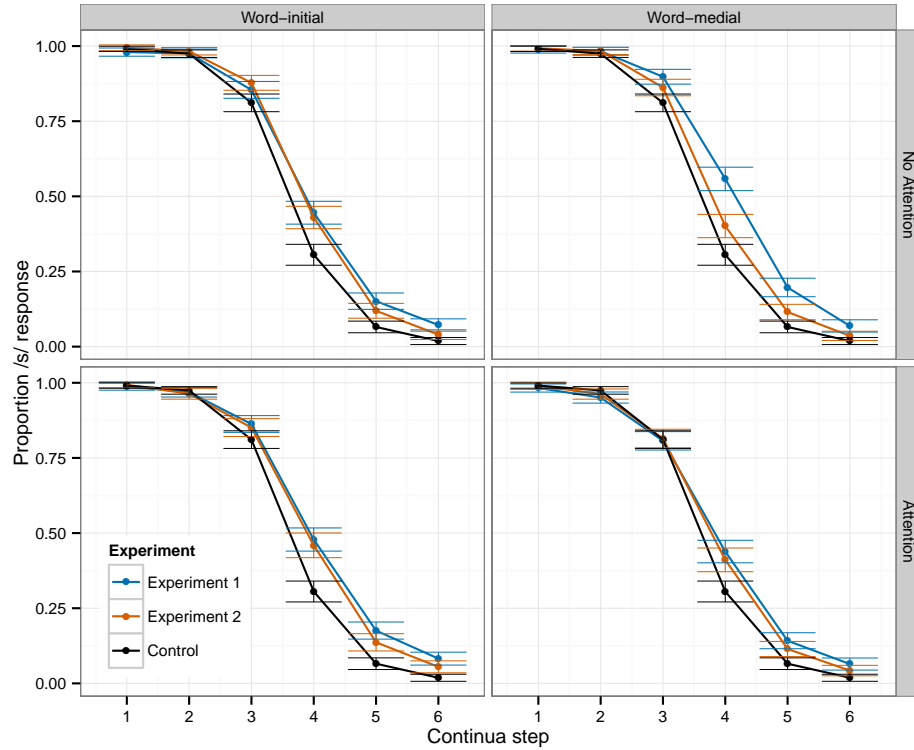 Word−initial
Word−medial
1.00
0.75
0.50
0.25
0.00
No Attention
1.00
0.75
0.50
0.25
0.00
Attention
Proportion /s/ response
Experiment
Experiment 1
Experiment 2
Control
1 2 3 4 5 6
1 2 3 4 5 6
Continua step